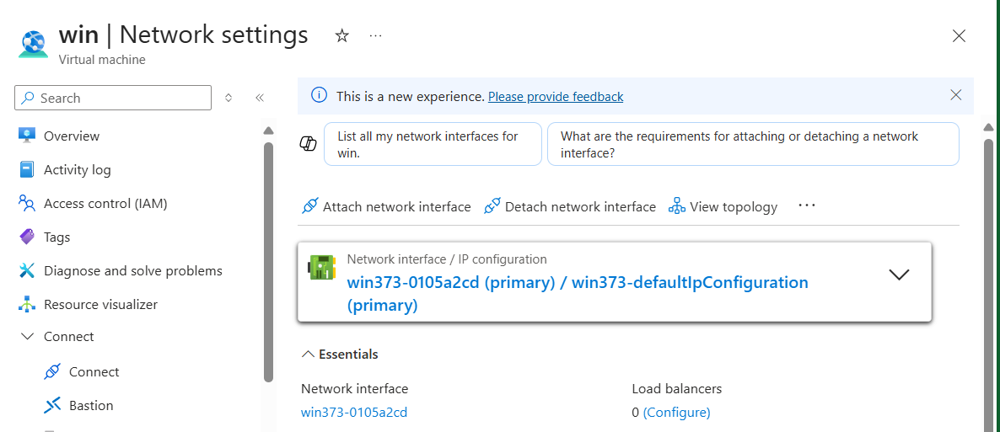 win | Network settings
Virtual machine
Search
This is a new experience. Please provide feedback
Overview
Activity log
Access control (IAM)
Tags
Diagnose and solve problems
Resource visualizer
Connect
Connect
Bastion
List all my network interfaces for
win.
What are the requirements for attaching or detaching a network
interface?
Attach network interface Detach network interface View topology
Network interface / IP configuration
win373-0105a2cd (primary) / win373-defaultIpConfiguration
(primary)
Essentials
Network interface
win373-0105a2cd
Load balancers
0 (Configure)